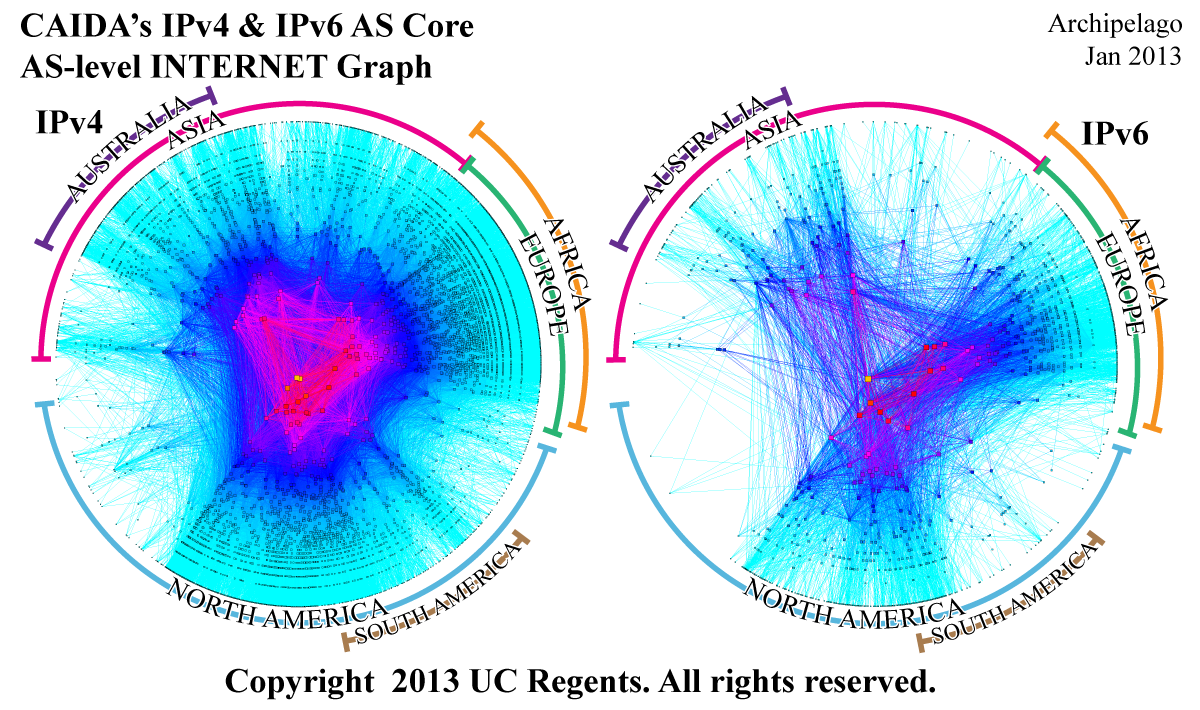 CAIDA’s IPv4 & IPv6 AS Core
AS-level INTERNET Graph
Archipelago
Jan 2013
IPv4
AUSTRALIA
ASIA
AFRICA
EUROPE
NORTH AMERICA
SOUTH AMERICA
IPv6
AUSTRALIA
ASIA
AFRICA
EUROPE
NORTH AMERICA
SOUTH AMERICA
Copyright  2013 UC Regents. All rights reserved.